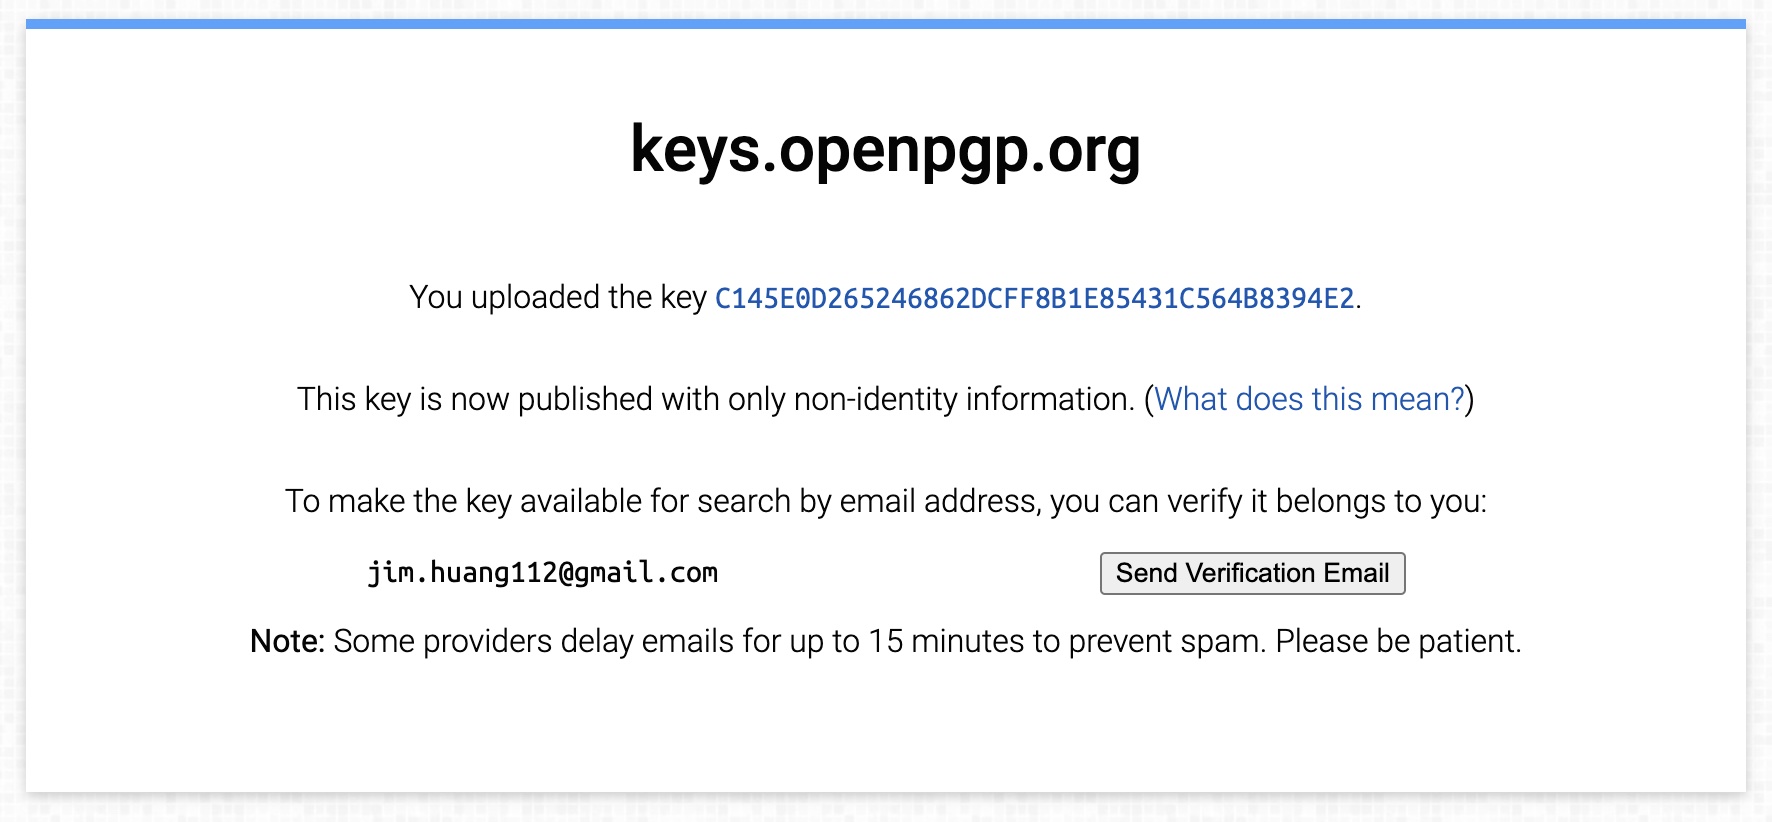 keys.openpgp.org
You uploaded the key C145E0D265246862DCFF8B1E85431C564B8394E2.
This key is now published with only non-identity information. (What does this mean?)
To make the key available for search by email address, you can verify it belongs to you:
jim.huang112@gmail.com Send Verification Email
Note: Some providers delay emails for up to 15 minutes to prevent spam. Please be patient.